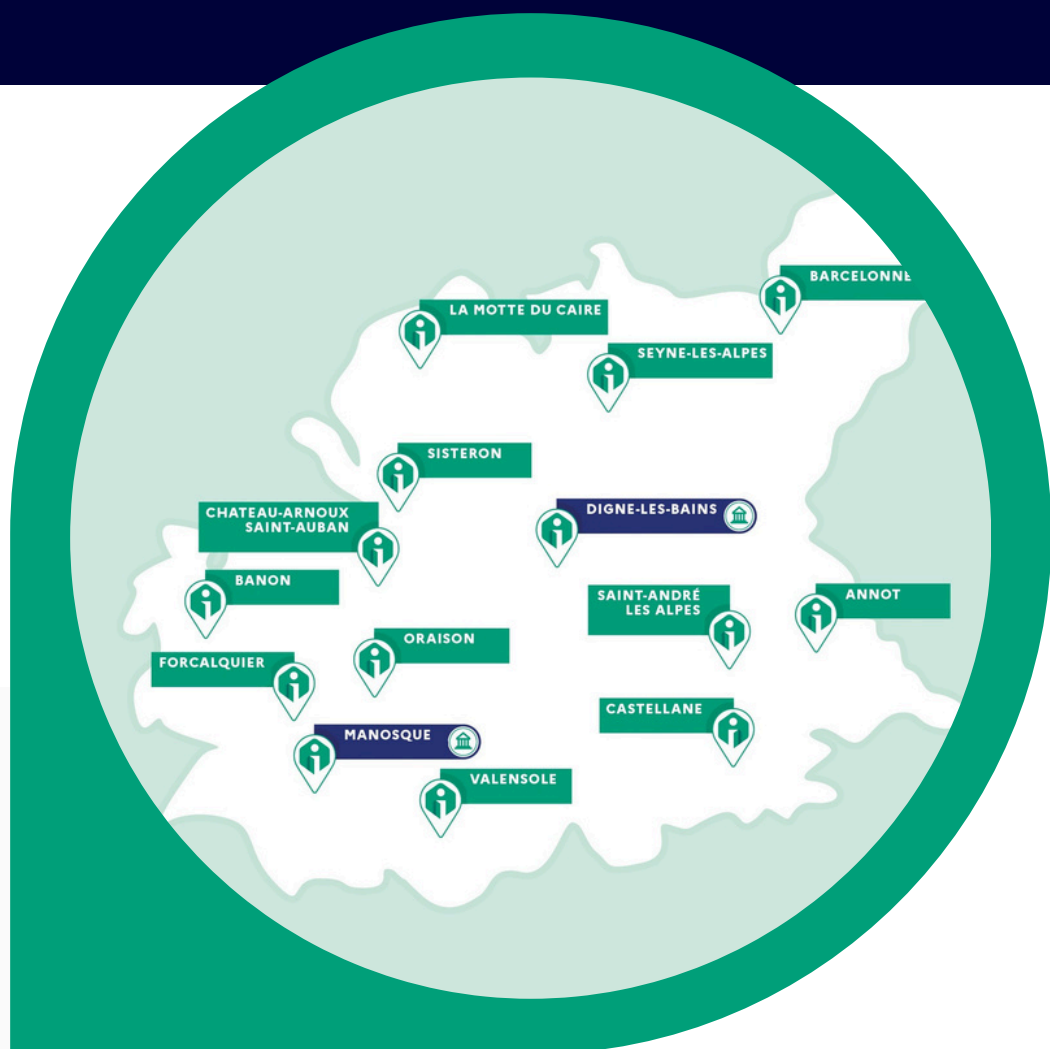 BARCELONNE
LA MOTTE DU CAIRE
SEYNE-LES-ALPES
SISTERON
DIGNE-LES-BAINS
CHATEAU-ARNOUX
SAINT-AUBAN
BANON
SAINT-ANDRÉ
LES ALPES
ANNOT
ORAISON
FORCALQUIER
CASTELLANE
MANOSQUE
VALENSOLE